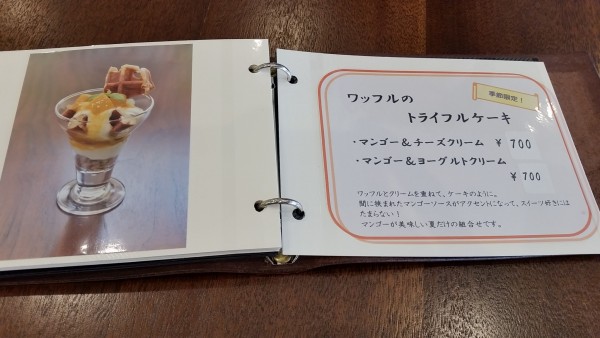 季節限定！
ワッフルの
トライフルケーキ
・マンゴー＆チーズクリーム ￥700
・マンゴー＆ヨーグルトクリーム
￥700
ワッフルとクリームを重ねて、ケーキのように。
間に挟まれたマンゴーソースがアクセントになって、スイーツ好きには
たまらない！
マンゴーが美味しい夏だけの組合せです。